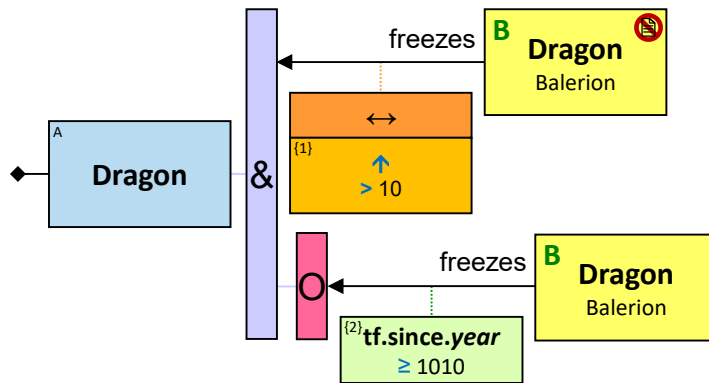 freezes
B
Dragon
Balerion
A
Dragon
&
↔
{1}
↑
> 10
freezes
B
Dragon
Balerion
O
{2} tf.since.year
≥ 1010